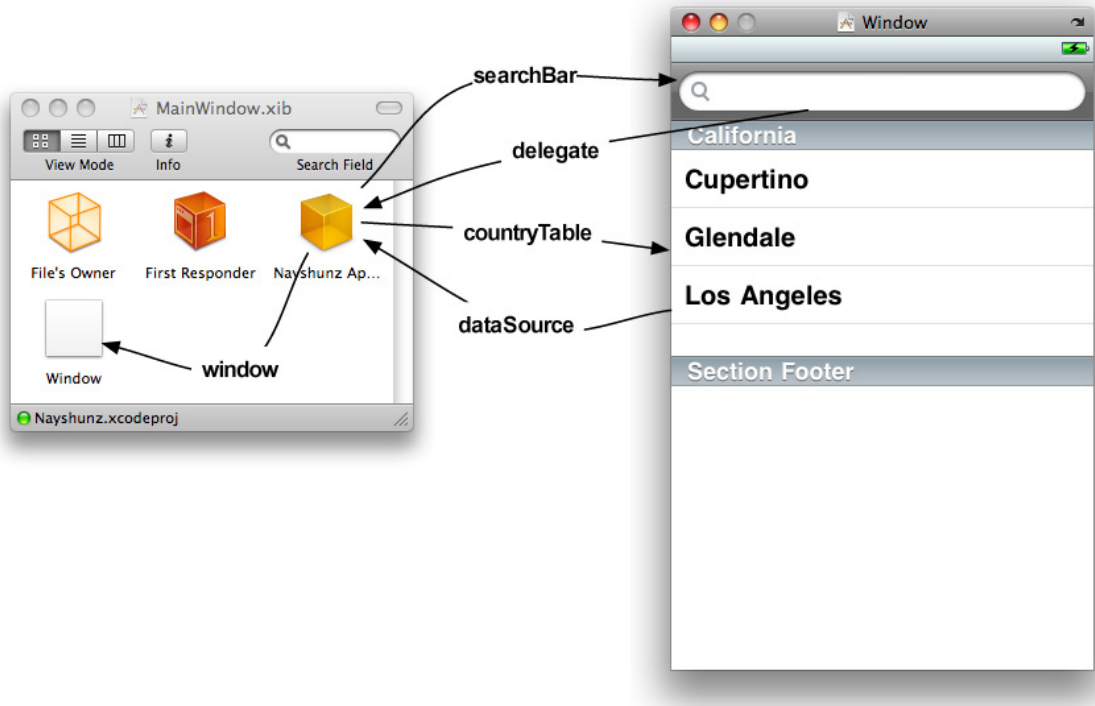 MainWindow.xib
View Mode
Info
Search Field
File's Owner
First Responder
Nayshunz Ap...
Window
Nayshunz.xcodeproj
searchBar
delegate
countryTable
dataSource
window
Window
California
Cupertino
Glendale
Los Angeles
Section Footer